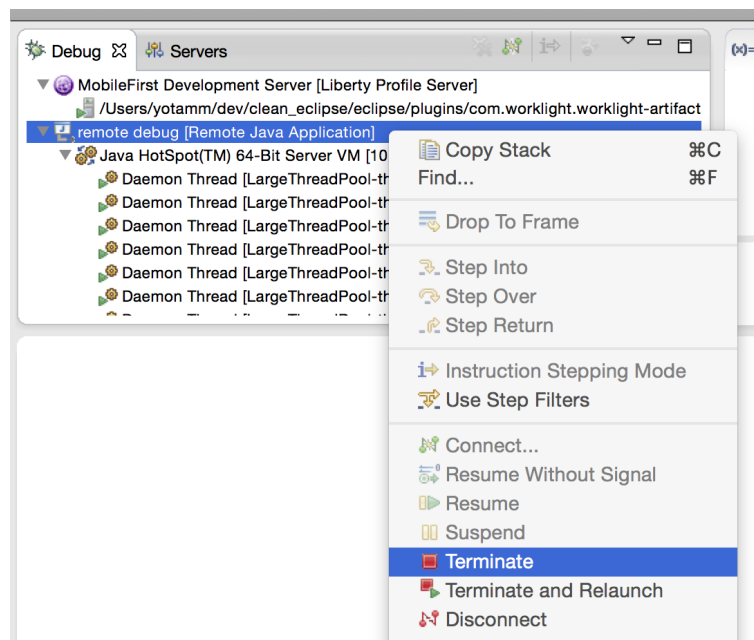 Debug
Servers
(x)=
MobileFirst Development Server [Liberty Profile Server]
/Users/yotamm/dev/clean_eclipse/eclipse/plugins/com.worklight.worklight-artifact
remote debug [Remote Java Application]
Java HotSpot(TM) 64-Bit Server VM [10
Daemon Thread [LargeThreadPool-th
Daemon Thread [LargeThreadPool-th
Daemon Thread [LargeThreadPool-th
Daemon Thread [LargeThreadPool-th
Daemon Thread [LargeThreadPool-th
Daemon Thread [LargeThreadPool-th
Copy Stack ⌘C
Find... ⌘F
Drop To Frame
Step Into
Step Over
Step Return
Instruction Stepping Mode
Use Step Filters
Connect...
Resume Without Signal
Resume
Suspend
Terminate
Terminate and Relaunch
Disconnect